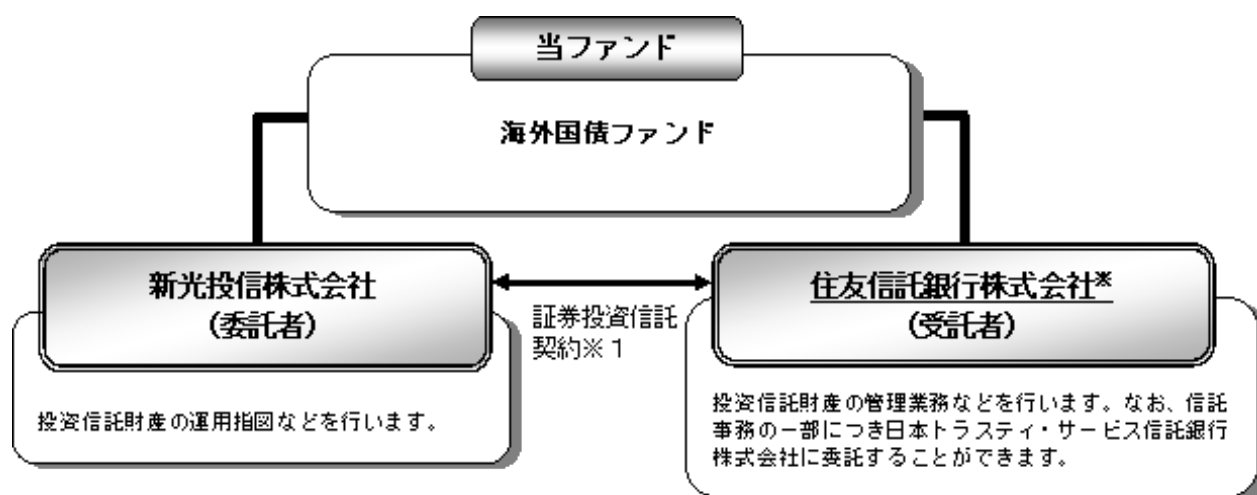 当ファンド
海外国債ファンド
新光投信株式会社
(委託者)
投資信託財産の運用指図などを行います。
証券投資信託
契約※１
住友信託銀行株式会社※
(受託者)
投資信託財産の管理業務などを行います。なお、信託
事務の一部につき日本トラスティ・サービス信託銀行
株式会社に委託することができます。